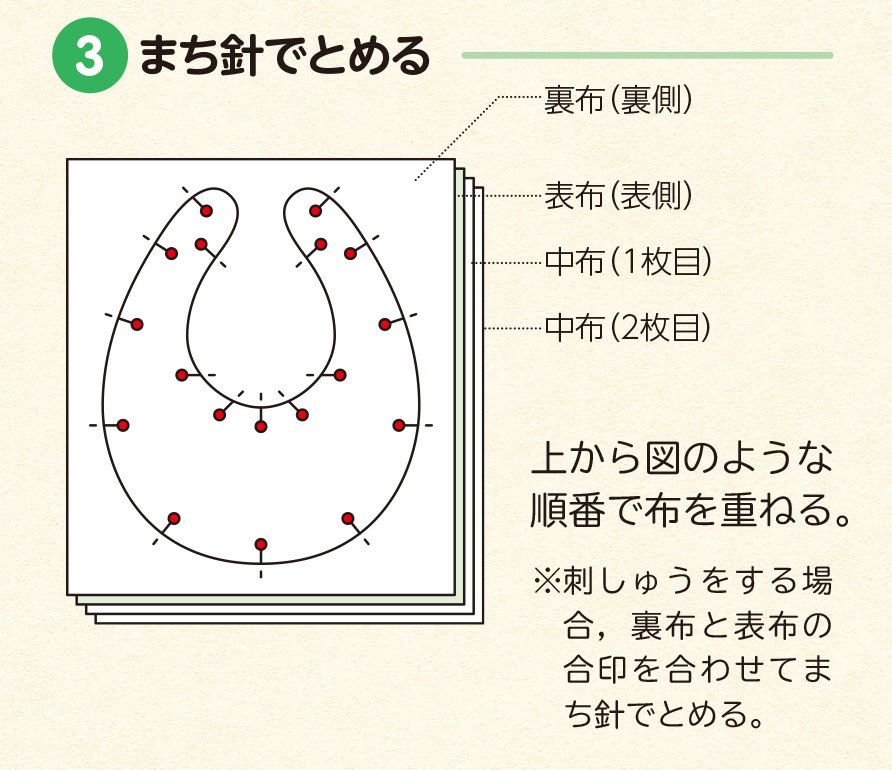 3 まち針でとめる
裏布(裏側)
表布(表側)
中布(1枚目)
中布(2枚目)
上から図のような
順番で布を重ねる。
※刺しゅうをする場
合，裏布と表布の
合印を合わせてま
ち針でとめる。